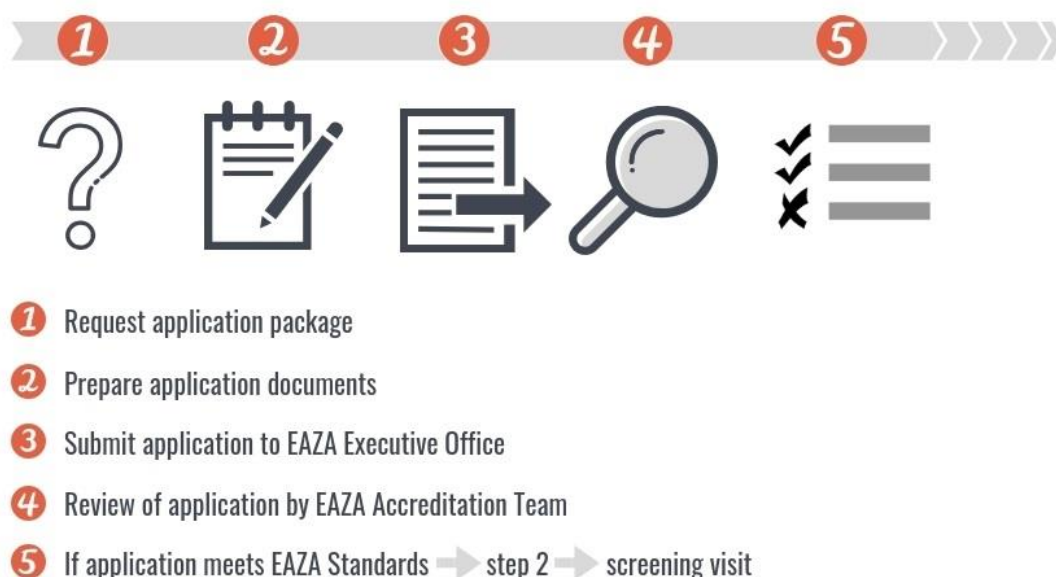 1 2 3 4 5
1 Request application package
2 Prepare application documents
3 Submit application to EAZA Executive Office
4 Review of application by EAZA Accreditation Team
5 If application meets EAZA Standards step 2 screening visit